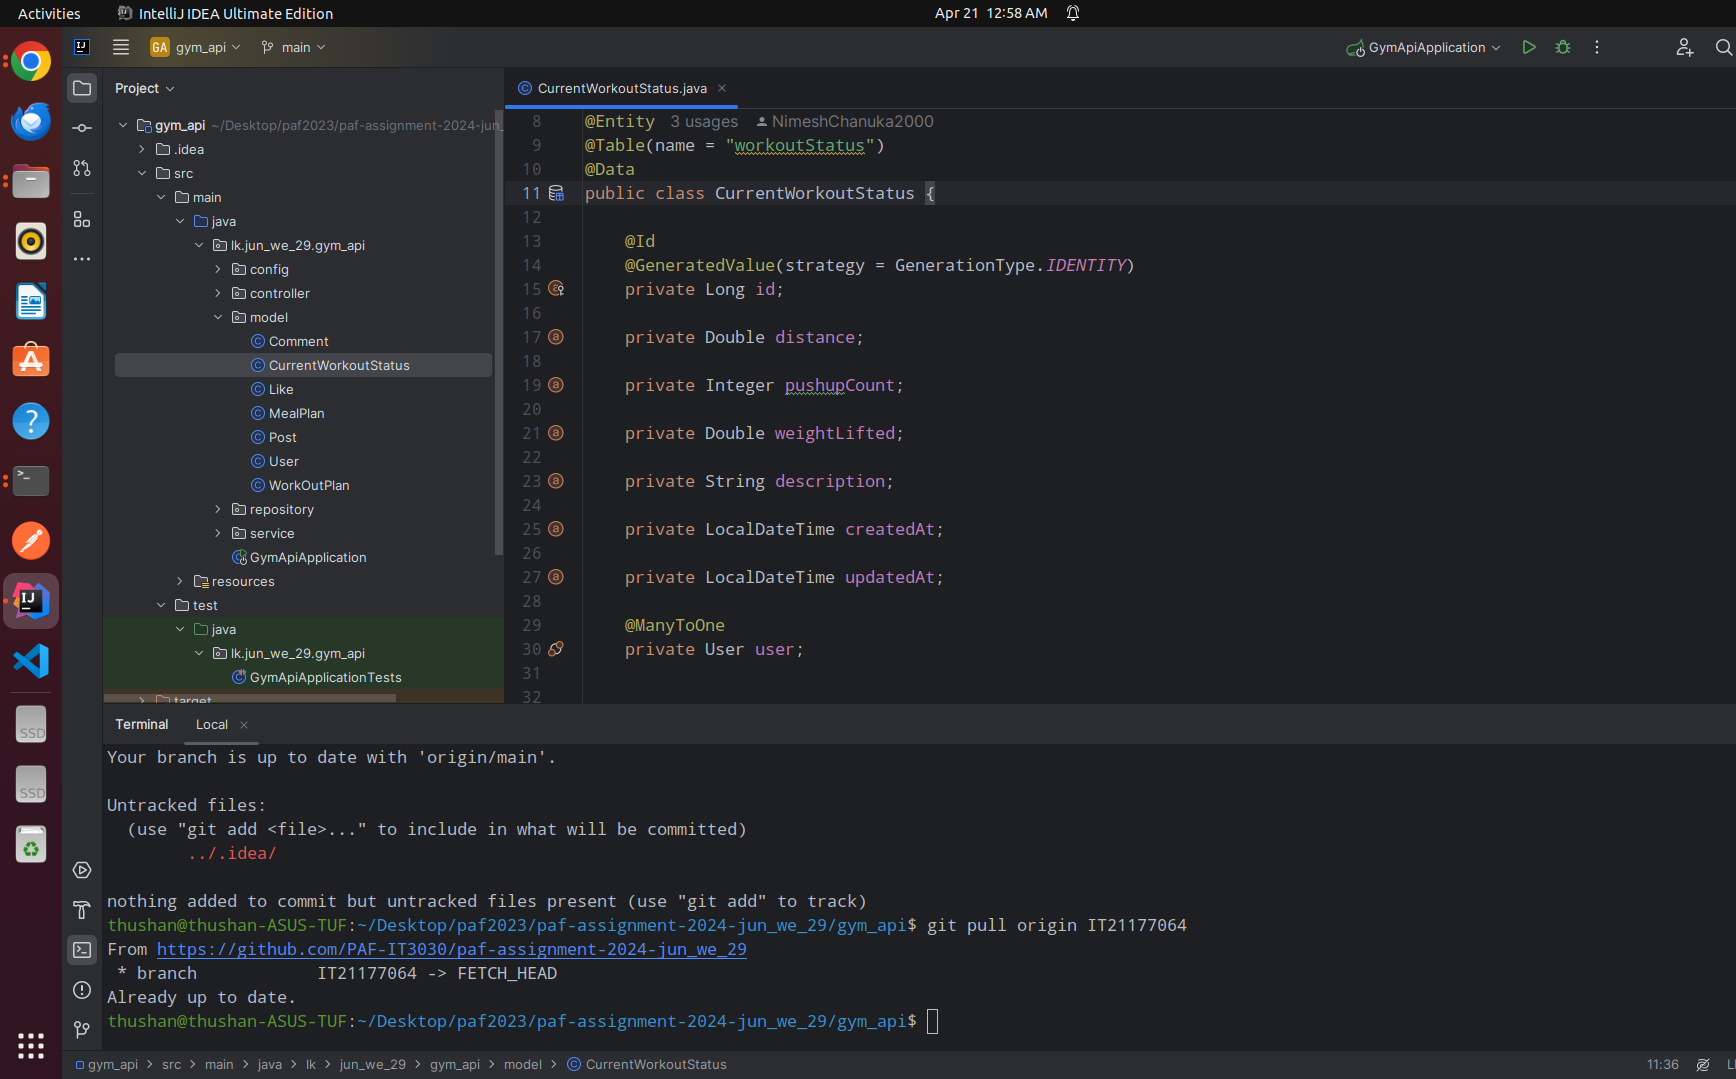 Activities
IntelliJ IDEA Ultimate Edition
Apr 21 12:58 AM
IJ
GA gym_api
main
GymApiApplication
Project
CurrentWorkoutStatus.java
gym_api ~/Desktop/paf2023/paf-assignment-2024-jun_
.idea
src
main
java
lk.jun_we_29.gym_api
config
controller
model
Comment
CurrentWorkoutStatus
Like
MealPlan
Post
User
WorkOutPlan
repository
service
GymApiApplication
resources
test
java
lk.jun_we_29.gym_api
GymApiApplicationTests
target
8 @Entity 3 usages NimeshChanuka2000
9 @Table(name = "workoutStatus")
10 @Data
11 public class CurrentWorkoutStatus {
12
13 @Id
14 @GeneratedValue(strategy = GenerationType.IDENTITY)
15 private Long id;
16
17 private Double distance;
18
19 private Integer pushupCount;
20
21 private Double weightLifted;
22
23 private String description;
24
25 private LocalDateTime createdAt;
26
27 private LocalDateTime updatedAt;
28
29 @ManyToOne
30 private User user;
31
32
Terminal Local
Your branch is up to date with 'origin/main'.
Untracked files:
(use "git add <file>..." to include in what will be committed)
../.idea/
nothing added to commit but untracked files present (use "git add" to track)
thushan@thushan-ASUS-TUF:~/Desktop/paf2023/paf-assignment-2024-jun_we_29/gym_api$ git pull origin IT21177064
From https://github.com/PAF-IT3030/paf-assignment-2024-jun_we_29
* branch IT21177064 -> FETCH_HEAD
Already up to date.
thushan@thushan-ASUS-TUF:~/Desktop/paf2023/paf-assignment-2024-jun_we_29/gym_api$
SSD
SSD
gym_api > src > main > java > lk > jun_we_29 > gym_api > model > CurrentWorkoutStatus
11:36